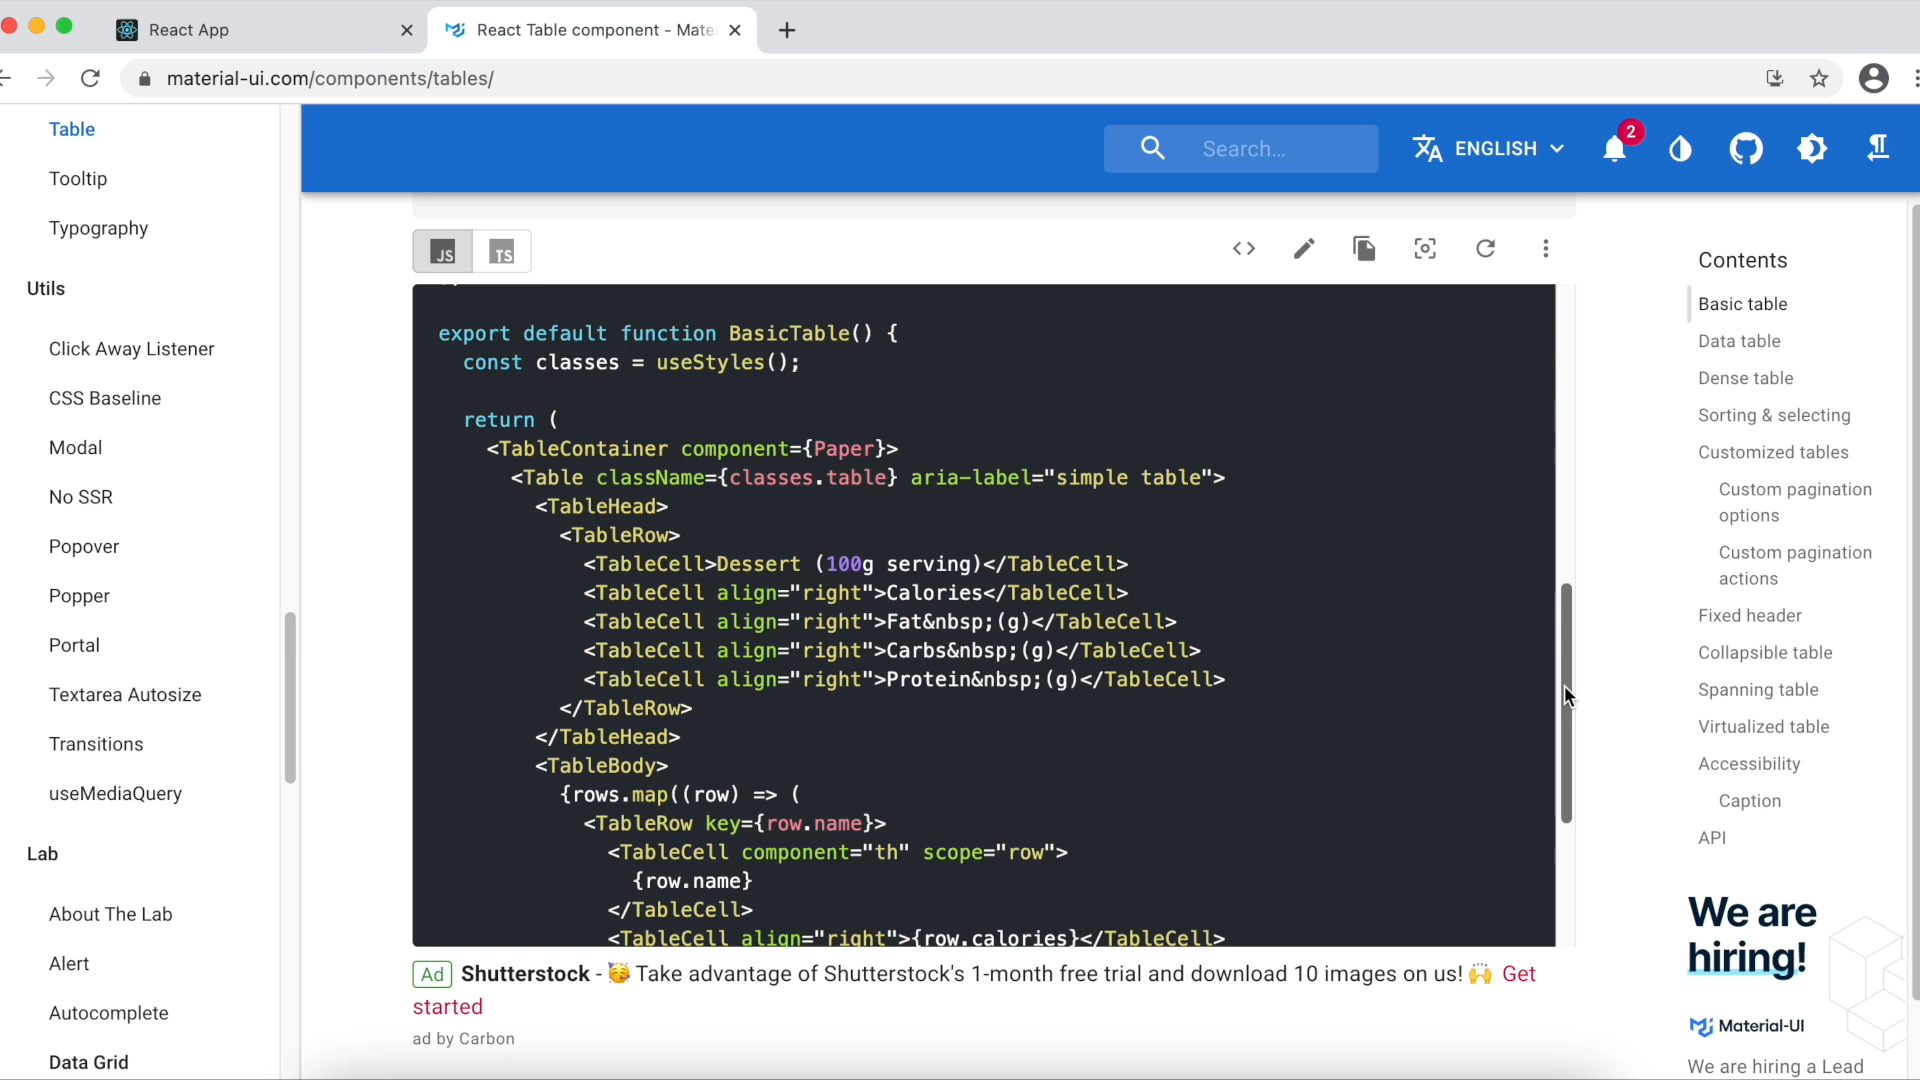 React App
React Table component - Mate
material-ui.com/components/tables/
Table
Tooltip
Typography
Utils
Click Away Listener
CSS Baseline
Modal
No SSR
Popover
Popper
Portal
Textarea Autosize
Transitions
useMediaQuery
Lab
About The Lab
Alert
Autocomplete
Data Grid
Search…
ENGLISH
2
JS
TS
export default function BasicTable() {
const classes = useStyles();
return (
<TableContainer component={Paper}>
<Table className={classes.table} aria-label="simple table">
<TableHead>
<TableRow>
<TableCell>Dessert (100g serving)</TableCell>
<TableCell align="right">Calories</TableCell>
<TableCell align="right">Fat&nbsp;(g)</TableCell>
<TableCell align="right">Carbs&nbsp;(g)</TableCell>
<TableCell align="right">Protein&nbsp;(g)</TableCell>
</TableRow>
</TableHead>
<TableBody>
{rows.map((row) => (
<TableRow key={row.name}>
<TableCell component="th" scope="row">
{row.name}
</TableCell>
<TableCell align="right">{row.calories}</TableCell>
Ad Shutterstock - 🥳 Take advantage of Shutterstock's 1-month free trial and download 10 images on us! 🙌 Get
started
ad by Carbon
Contents
Basic table
Data table
Dense table
Sorting & selecting
Customized tables
Custom pagination
options
Custom pagination
actions
Fixed header
Collapsible table
Spanning table
Virtualized table
Accessibility
Caption
API
We are
hiring!
Material-UI
We are hiring a Lead